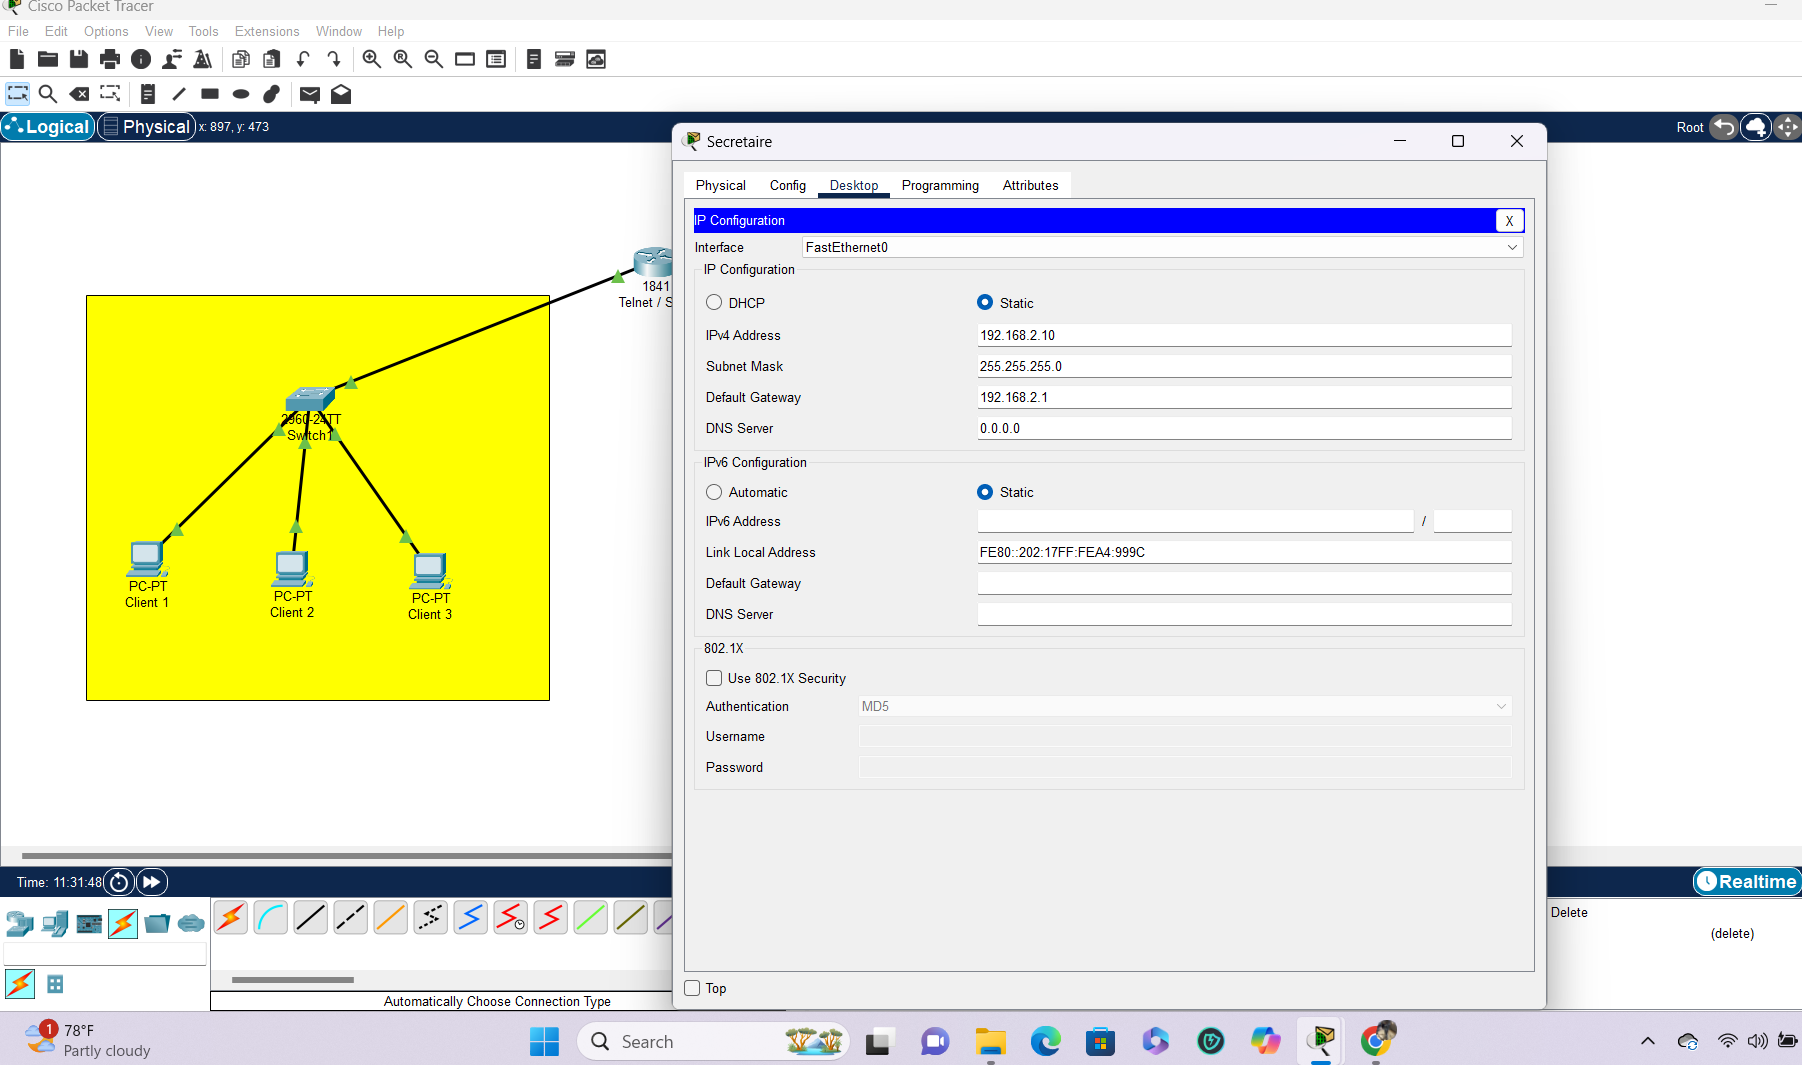 Cisco Packet Tracer
File Edit Options View Tools Extensions Window Help
Logical Physical x: 897, y: 473 Root
1841
Telnet / S
2960-24TT
Switch1
PC-PT
Client 1
PC-PT
Client 2
PC-PT
Client 3
Secretaire
Physical Config Desktop Programming Attributes
IP Configuration X
Interface FastEthernet0
IP Configuration
DHCP Static
IPv4 Address 192.168.2.10
Subnet Mask 255.255.255.0
Default Gateway 192.168.2.1
DNS Server 0.0.0.0
IPv6 Configuration
Automatic Static
IPv6 Address /
Link Local Address FE80::202:17FF:FEA4:999C
Default Gateway
DNS Server
802.1X
Use 802.1X Security
Authentication MD5
Username
Password
Top
Time: 11:31:48 Realtime
Automatically Choose Connection Type
Delete
(delete)
1 78°F
Partly cloudy
Search